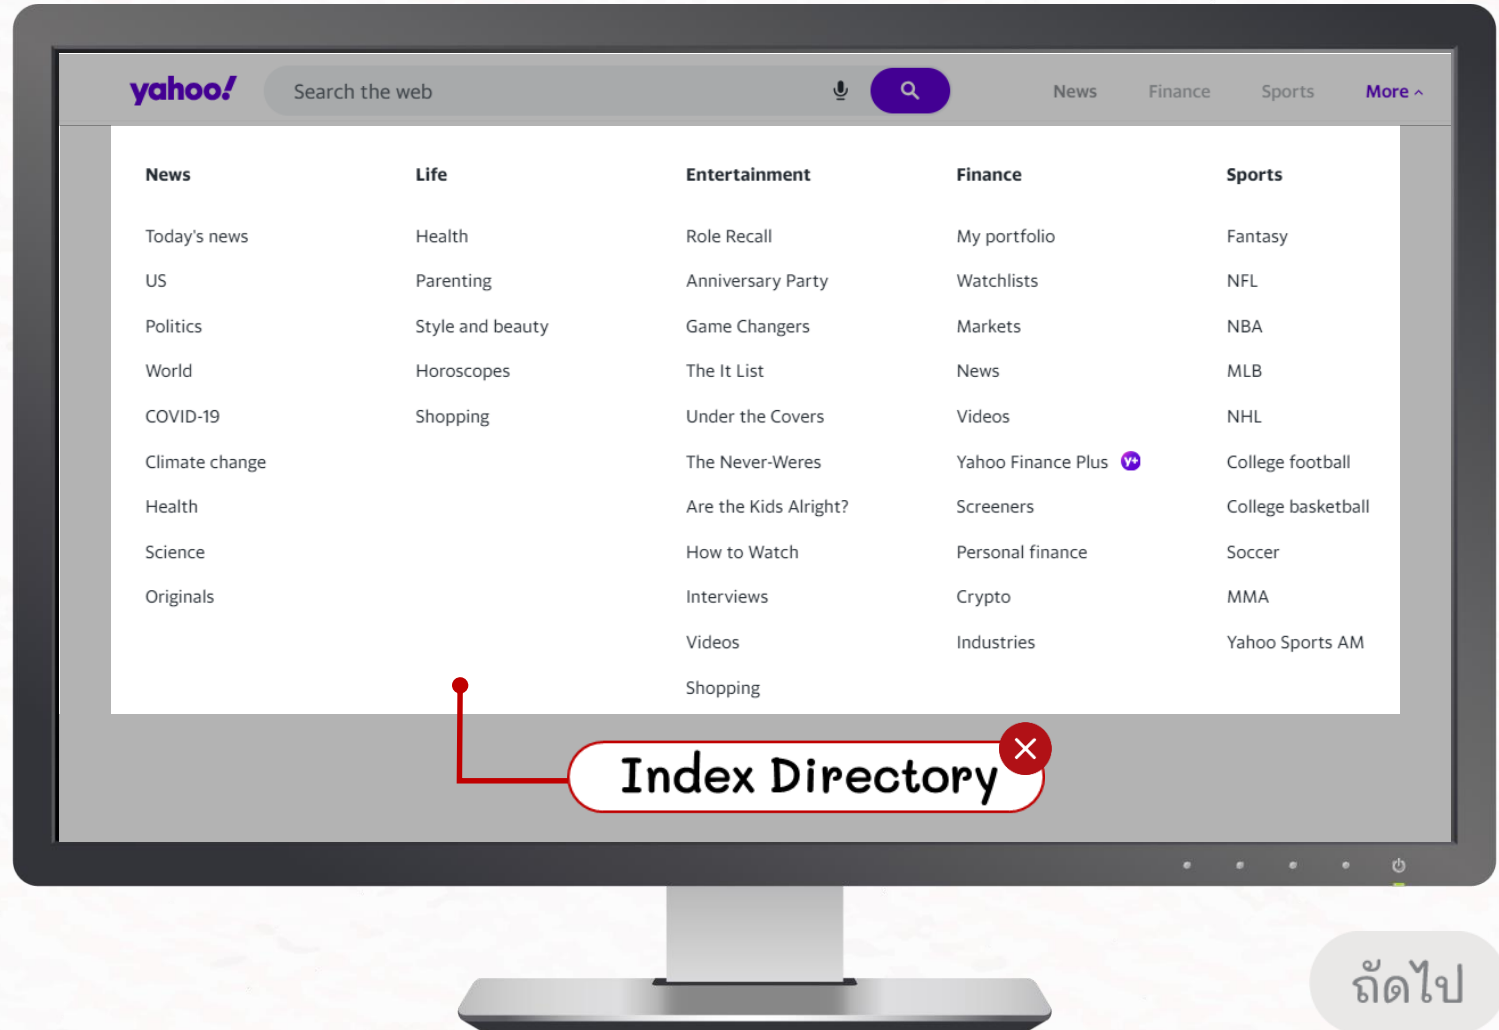 yahoo!
Search the web
News
Finance
Sports
More
News
Today's news
US
Politics
World
COVID-19
Climate change
Health
Science
Originals
Life
Health
Parenting
Style and beauty
Horoscopes
Shopping
Entertainment
Role Recall
Anniversary Party
Game Changers
The It List
Under the Covers
The Never-Weres
Are the Kids Alright?
How to Watch
Interviews
Videos
Shopping
Finance
My portfolio
Watchlists
Markets
News
Videos
Yahoo Finance Plus y+
Screeners
Personal finance
Crypto
Industries
Sports
Fantasy
NFL
NBA
MLB
NHL
College football
College basketball
Soccer
MMA
Yahoo Sports AM
Index Directory
ถัดไป